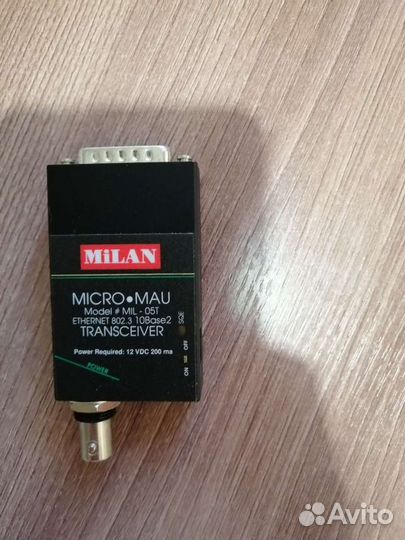 MiLAN
MICRO•MAU
Model # MIL - 05T
ETHERNET 802.3 10Base2
TRANSCEIVER
Power Required: 12 VDC 200 ma
POWER
SQE
ON OFF
Avito